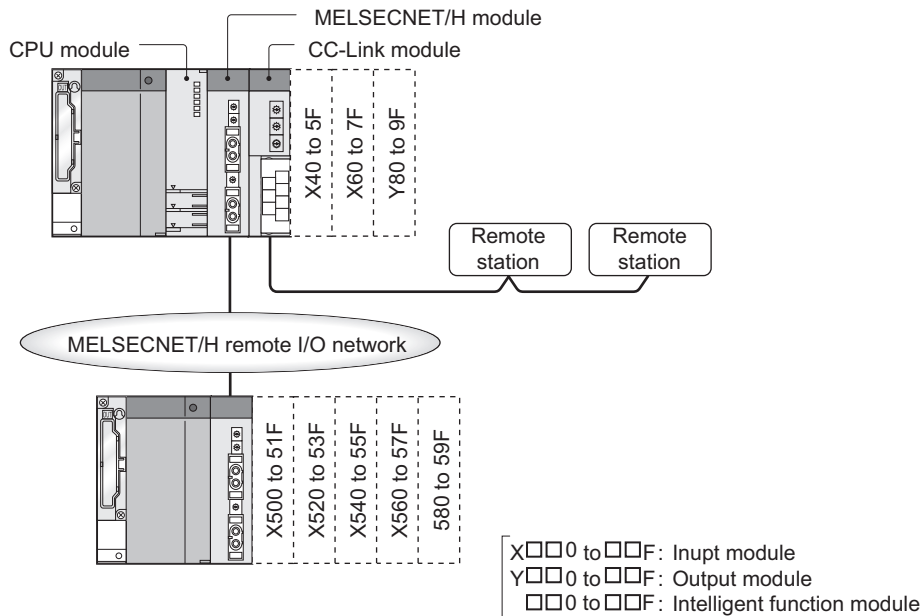 MELSECNET/H module
CPU module
CC-Link module
OUT
X40 to 5F
X60 to 7F
Y80 to 9F
Remote
station
Remote
station
MELSECNET/H remote I/O network
OUT
X500 to 51F
X520 to 53F
X540 to 55F
X560 to 57F
580 to 59F
X□□0 to □□F: Inupt module
Y□□0 to □□F: Output module
□□0 to □□F: Intelligent function module